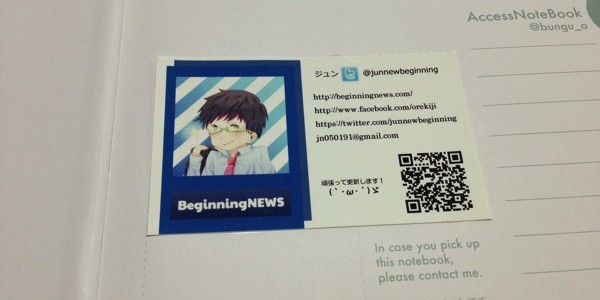 AccessNoteBook
@bungu_o
ジュン @junnewbeginning
http://beginningnews.com/
http://www.facebook.com/orekiji
https://twitter.com/junnewbeginning
jn050191@gmail.com
頑張って更新します！
(｀･ω･´)ゞ
BeginningNEWS
In case you pick up
this notebook,
please contact me.